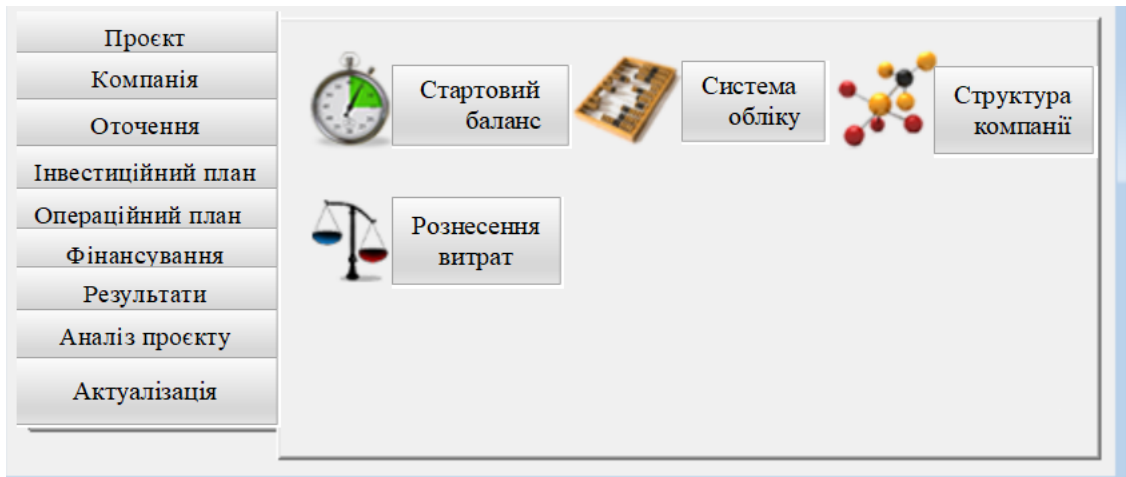 Проєкт
Компанія
Оточення
Інвестиційний план
Операційний план
Фінансування
Результати
Аналіз проєкту
Актуалізація
Стартовий
баланс
Система
обліку
Структура
компанії
Рознесення
витрат